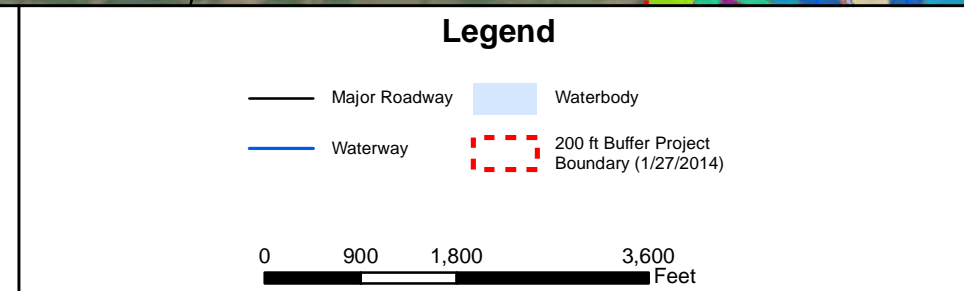 Legend
Major Roadway
Waterbody
Waterway
200 ft Buffer Project
Boundary (1/27/2014)
0 900 1,800 3,600
Feet